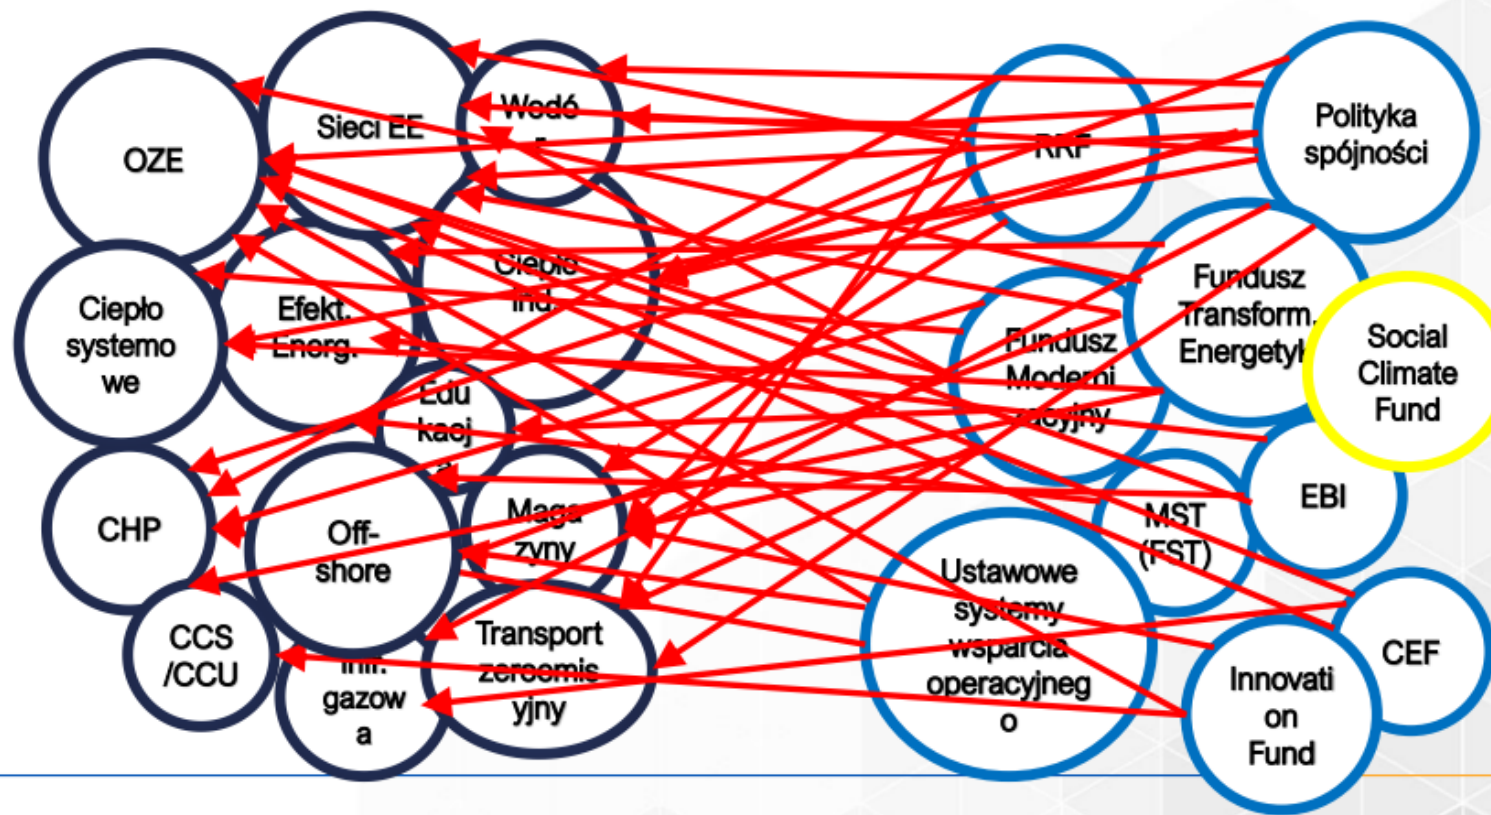 OZE
Sieci EE
Wodó
r
Ciepło
systemo
we
Efekt.
Energ.
Ciepło
ind.
Edu
kacj
a
CHP
Off-
shore
Maga
zyny
CCS
/CCU
Infr.
gazow
a
Transport
zeroemis
yjny
RRF
Polityka
spójności
Fundusz
Transform.
Energetyk
Social
Climate
Fund
Fundusz
Moderni
zacyjny
MST
(FST)
EBI
Ustawowe
systemy
wsparcia
operacyjneg
o
Innovati
on
Fund
CEF